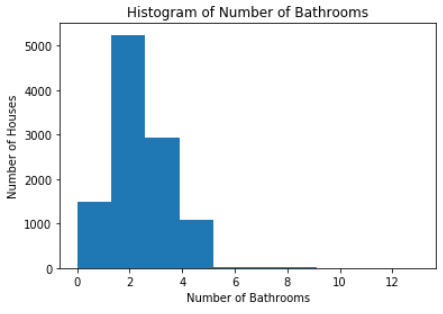 Histogram of Number of Bathrooms
Number of Houses
5000
4000
3000
2000
1000
0
0 2 4 6 8 10 12
Number of Bathrooms